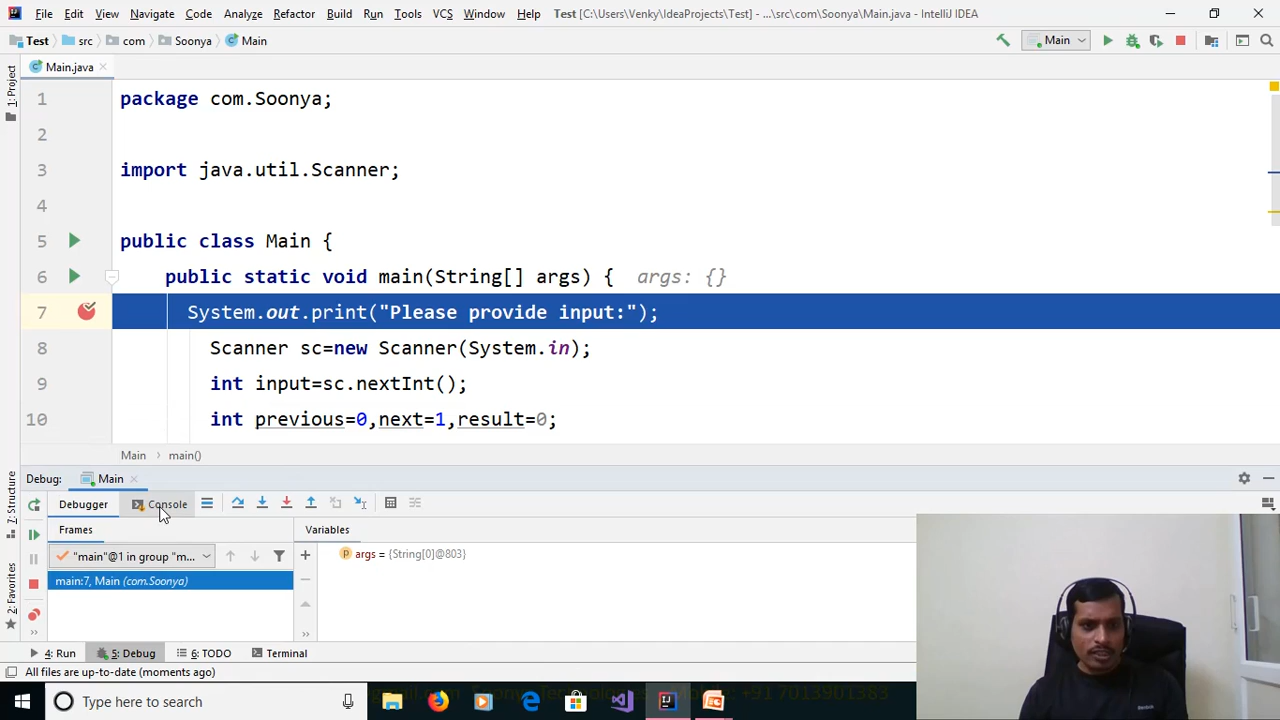 File Edit View Navigate Code Analyze Refactor Build Run Tools VCS Window Help Test [C:\Users\Venky\IdeaProjects\Test] - ...\src\com\Soonya\Main.java - IntelliJ IDEA
Test src com Soonya Main Main
Main.java
1 package com.Soonya;
2
3 import java.util.Scanner;
4
5 public class Main {
6 public static void main(String[] args) { args: {}
7 System.out.print("Please provide input:");
8 Scanner sc=new Scanner(System.in);
9 int input=sc.nextInt();
10 int previous=0,next=1,result=0;
Main main()
Debug: Main
Debugger Console
Frames Variables
"main"@1 in group "m...
args = {String[0]@803}
main:7, Main (com.Soonya)
1: Project
7: Structure
2: Favorites
4: Run 5: Debug 6: TODO Terminal
All files are up-to-date (moments ago)
Type here to search